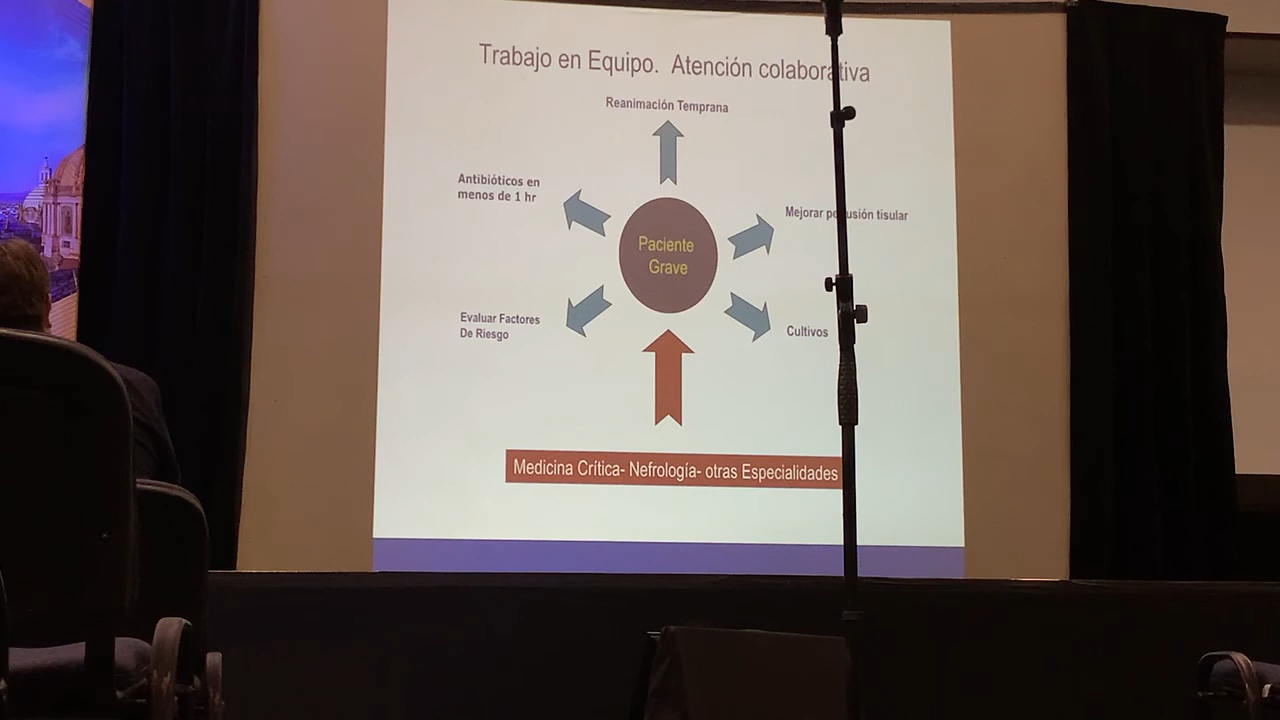 Trabajo en Equipo. Atención colaborativa
Reanimación Temprana
Antibióticos en
menos de 1 hr
Mejorar perfusión tisular
Paciente
Grave
Evaluar Factores
De Riesgo
Cultivos
Medicina Crítica- Nefrología- otras Especialidades